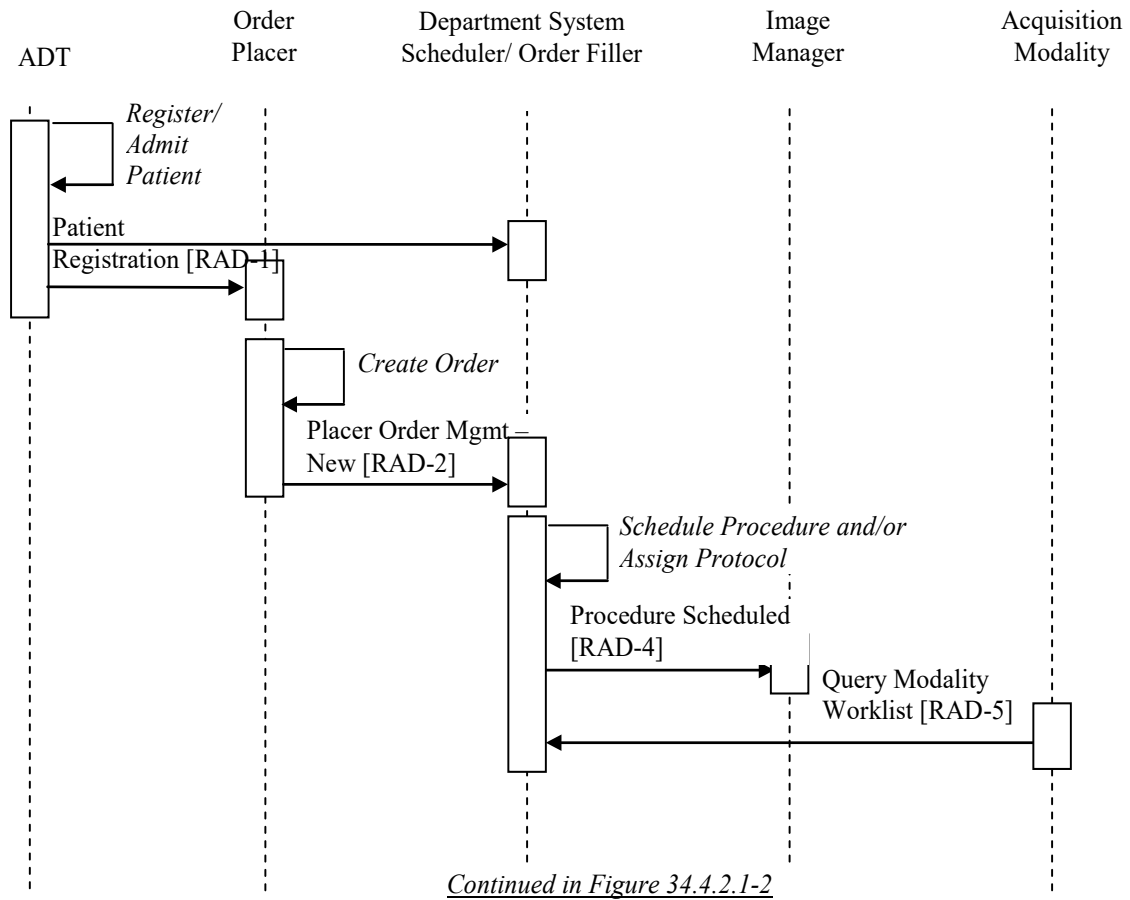 ADT
Order
Placer
Department System
Scheduler/ Order Filler
Image
Manager
Acquisition
Modality
Register/
Admit
Patient
Patient
Registration [RAD-1]
Create Order
Placer Order Mgmt –
New [RAD-2]
Schedule Procedure and/or
Assign Protocol
Procedure Scheduled
[RAD-4]
Query Modality
Worklist [RAD-5]
Continued in Figure 34.4.2.1-2